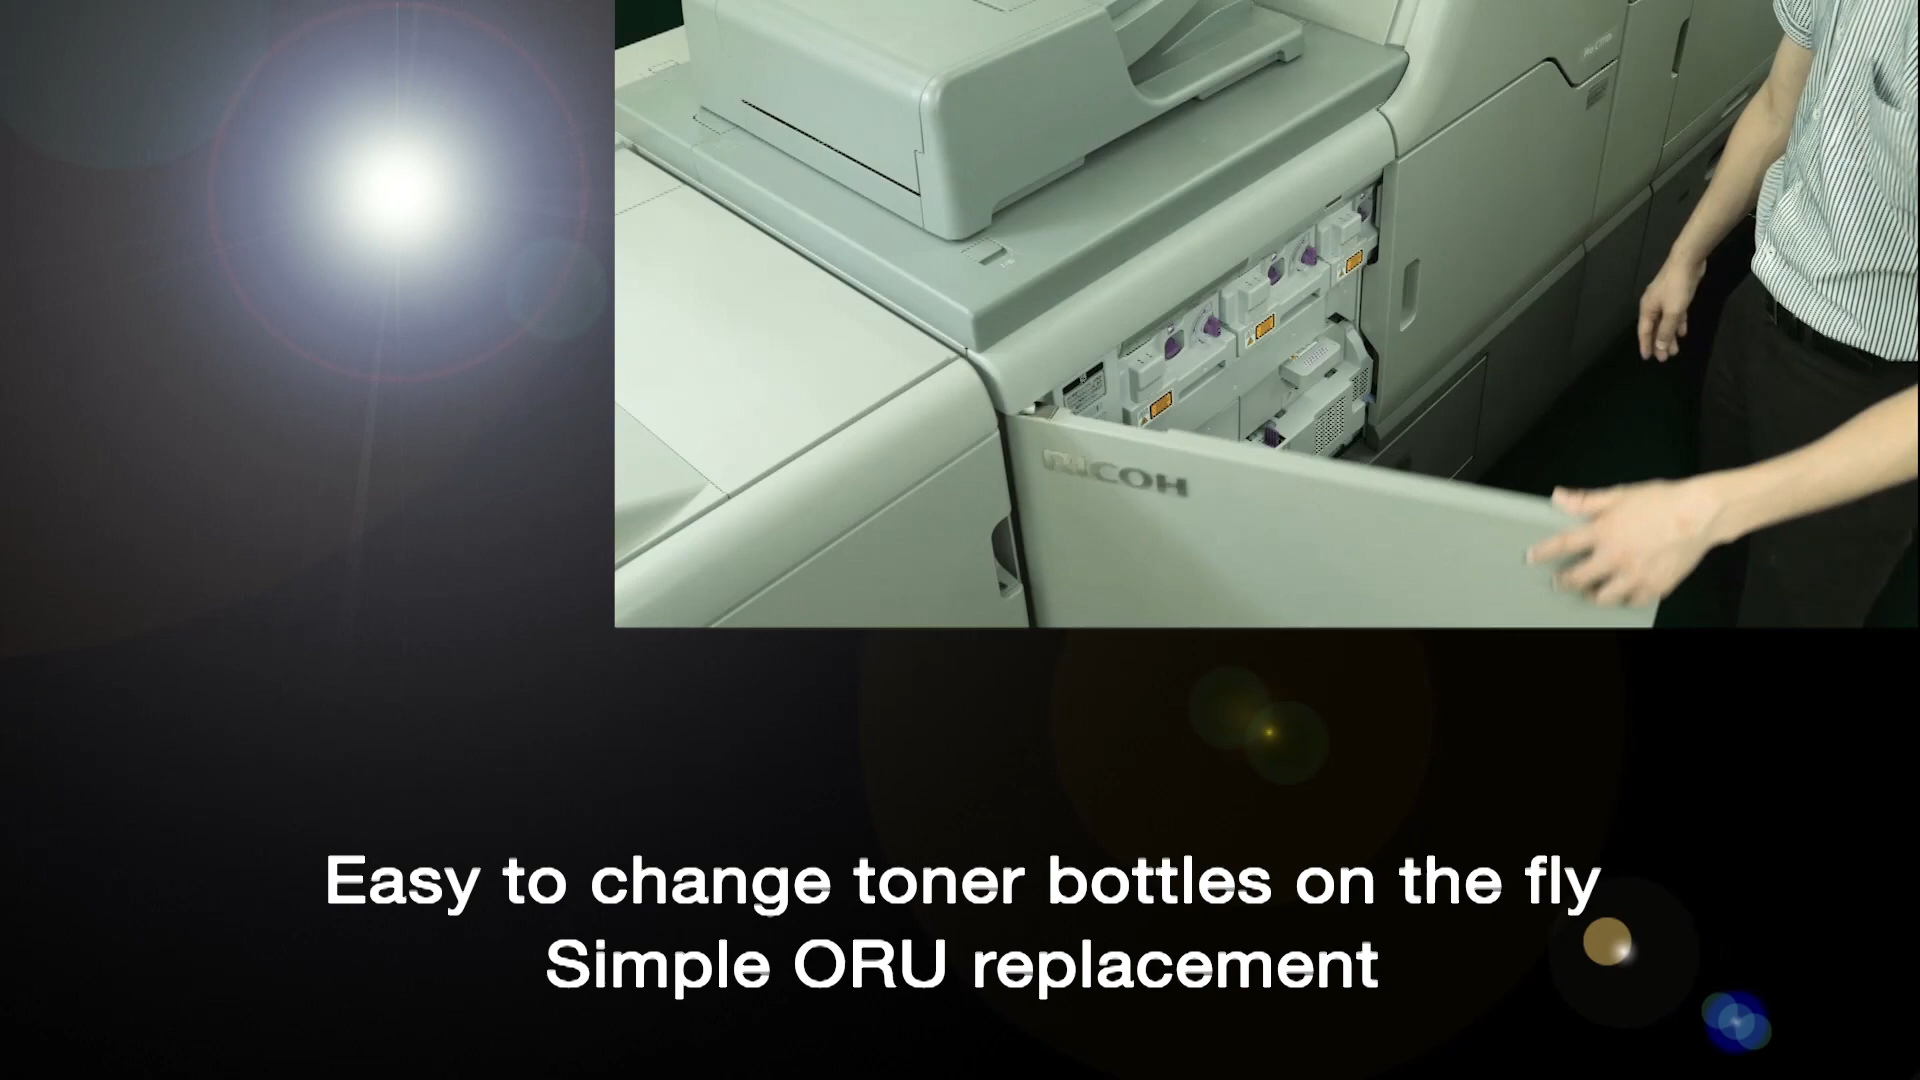 RICOH
Easy to change toner bottles on the fly
Simple ORU replacement